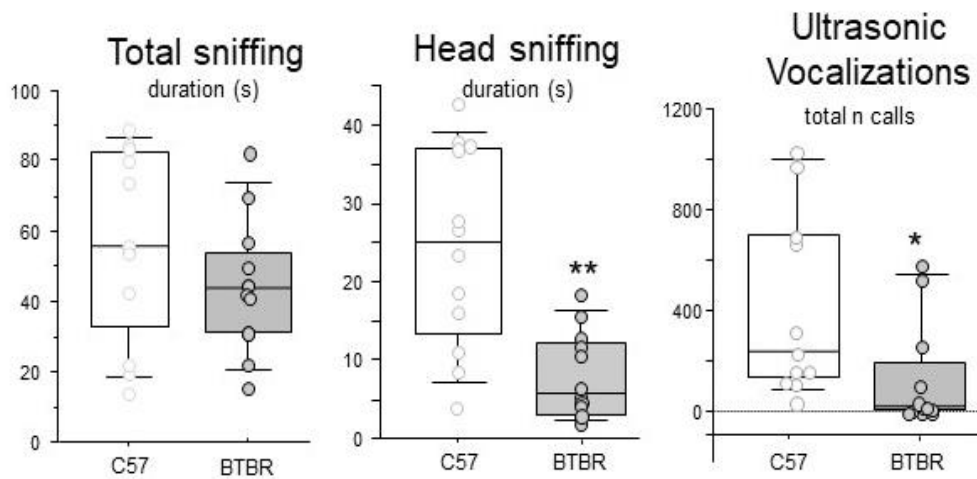 Total sniffing
duration (s)
100
80
60
40
20
0
C57 BTBR
Head sniffing
duration (s)
40
30
20
10
0
**
C57 BTBR
Ultrasonic
Vocalizations
total n calls
1200
800
400
0
*
C57 BTBR